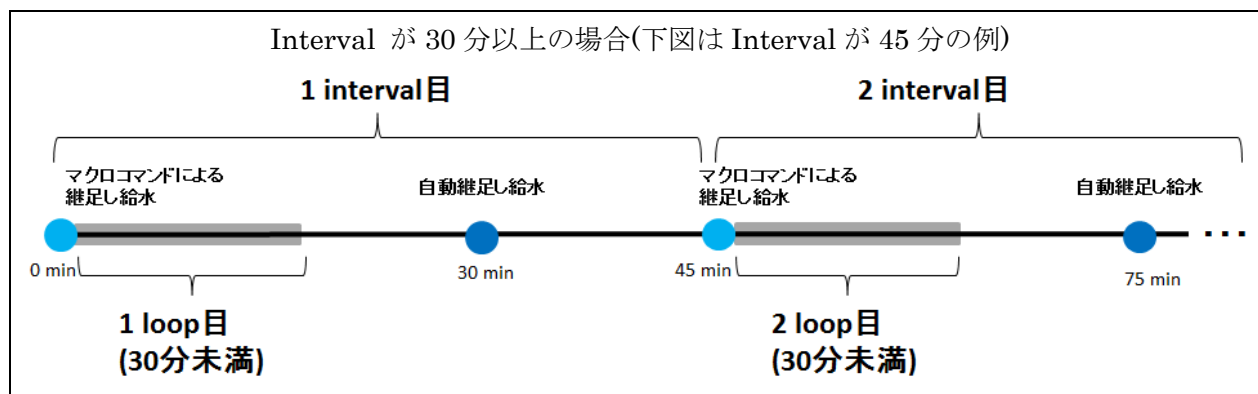 Interval が 30 分以上の場合(下図は Interval が 45 分の例)
1 interval目
2 interval目
マクロコマンドによる
継足し給水
自動継足し給水
マクロコマンドによる
継足し給水
自動継足し給水
0 min
30 min
45 min
75 min
1 loop目
(30分未満)
2 loop目
(30分未満)